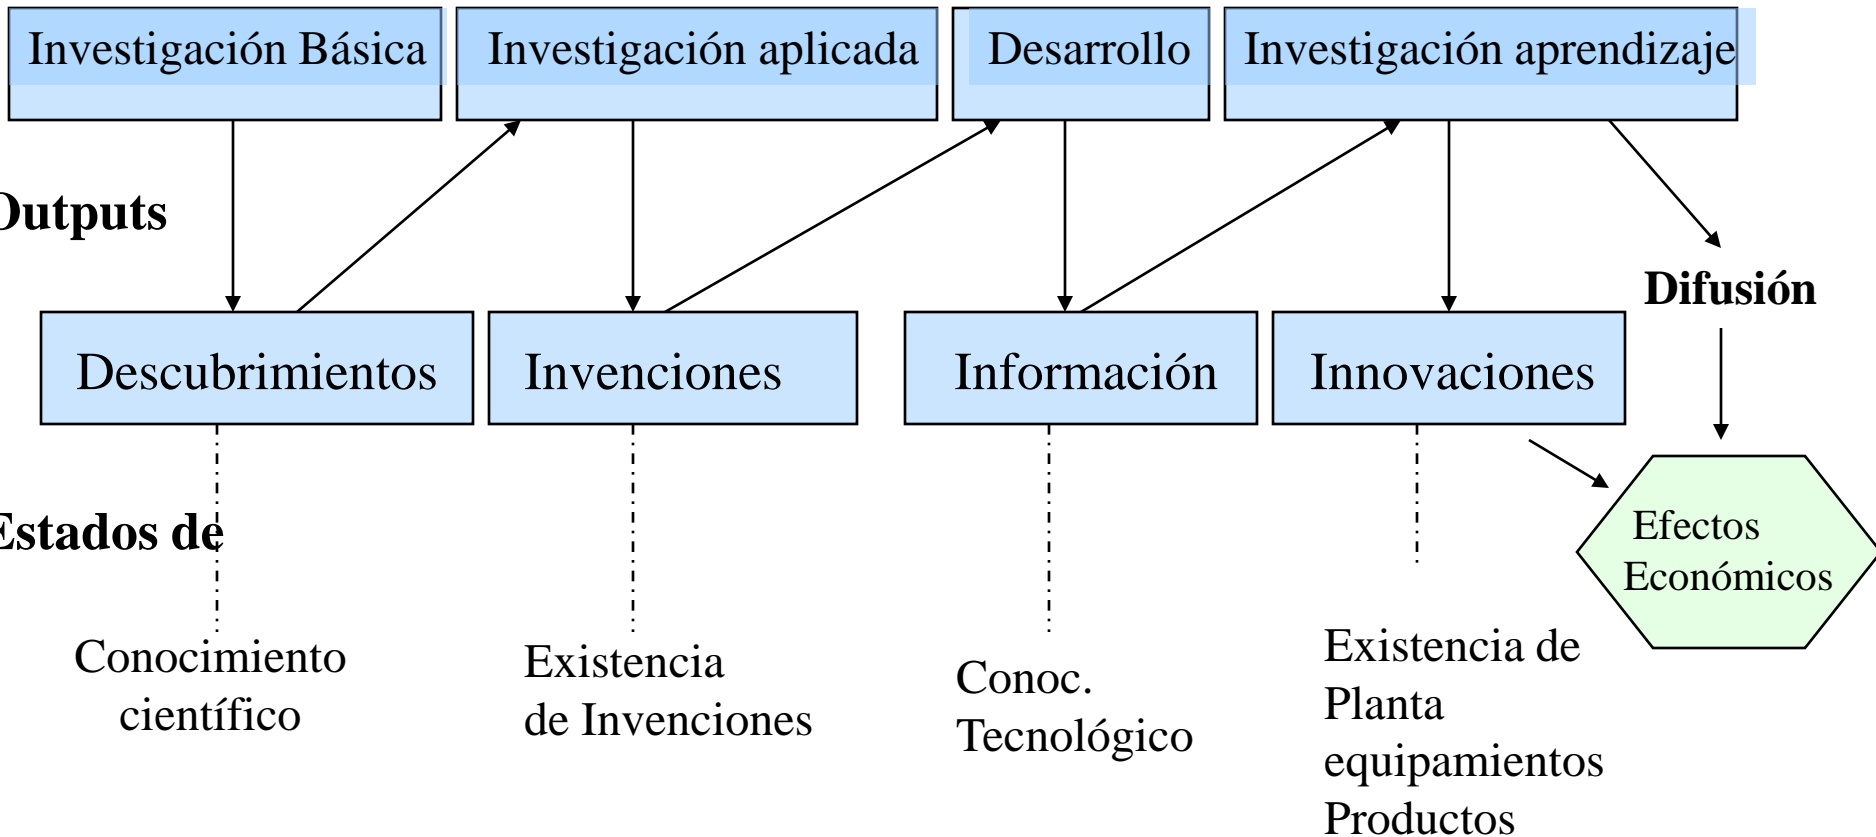 Investigación Básica
Investigación aplicada
Desarrollo
Investigación aprendizaje
Outputs
Difusión
Descubrimientos
Invenciones
Información
Innovaciones
Estados de
Efectos
Económicos
Conocimiento
científico
Existencia
de Invenciones
Conoc.
Tecnológico
Existencia de
Planta
equipamientos
Productos